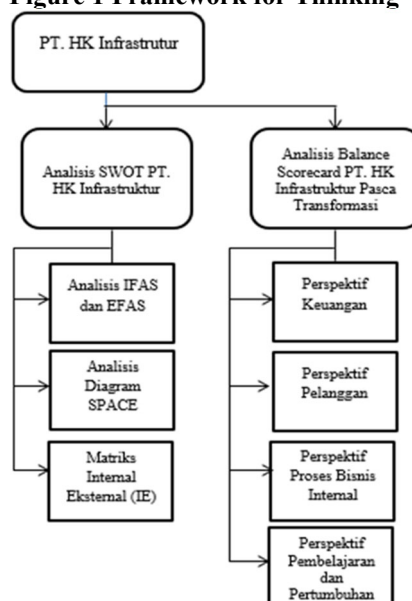 Figure 1 Framework for Thinking
PT. HK Infrastrutur
Analisis SWOT PT.
HK Infrastruktur
Analisis Balance
Scorecard PT. HK
Infrastruktur Pasca
Transformasi
Analisis IFAS
dan EFAS
Analisis
Diagram
SPACE
Matriks
Internal
Eksternal (IE)
Perspektif
Keuangan
Perspektif
Pelanggan
Perspektif
Proses Bisnis
Internal
Perspektif
Pembelajaran
dan
Pertumbuhan